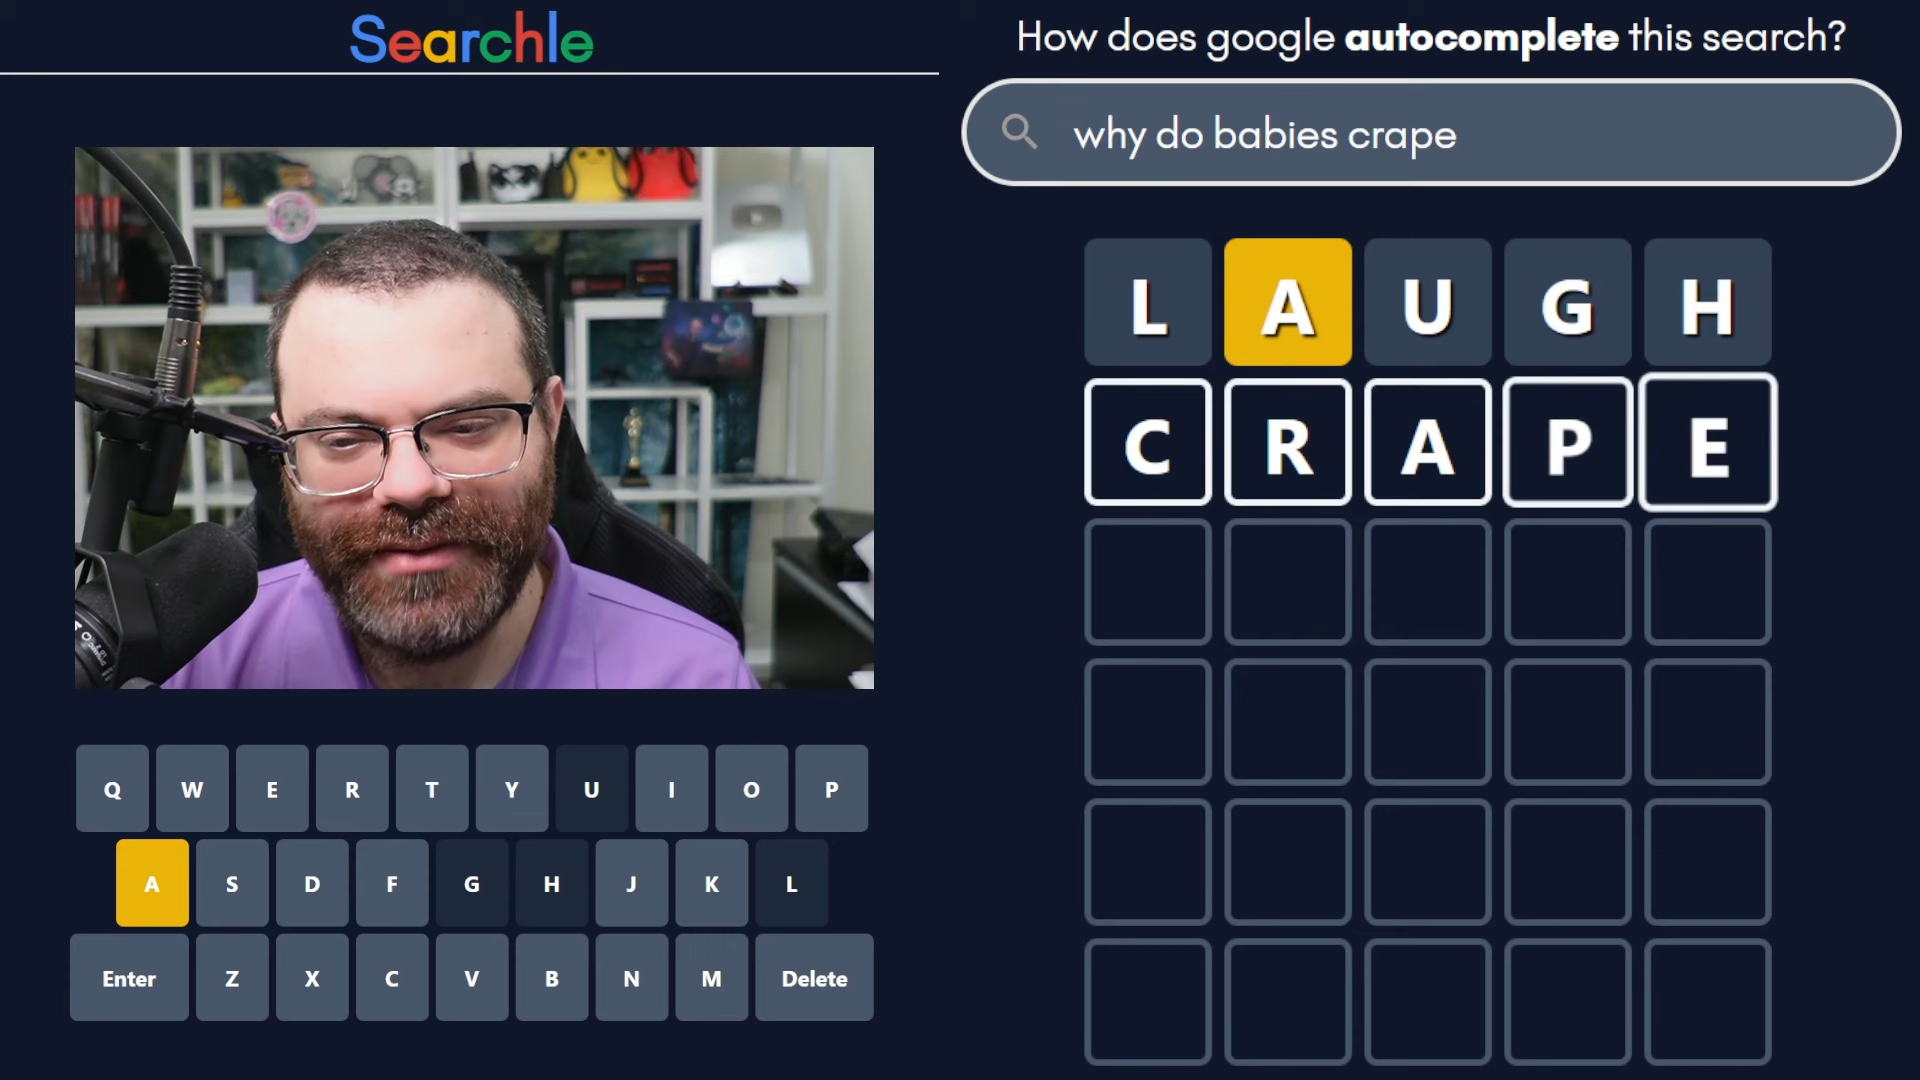 Searchle
How does google autocomplete this search?
why do babies crape
L A U G H
C R A P E
Q W E R T Y U I O P
A S D F G H J K L
Enter Z X C V B N M Delete